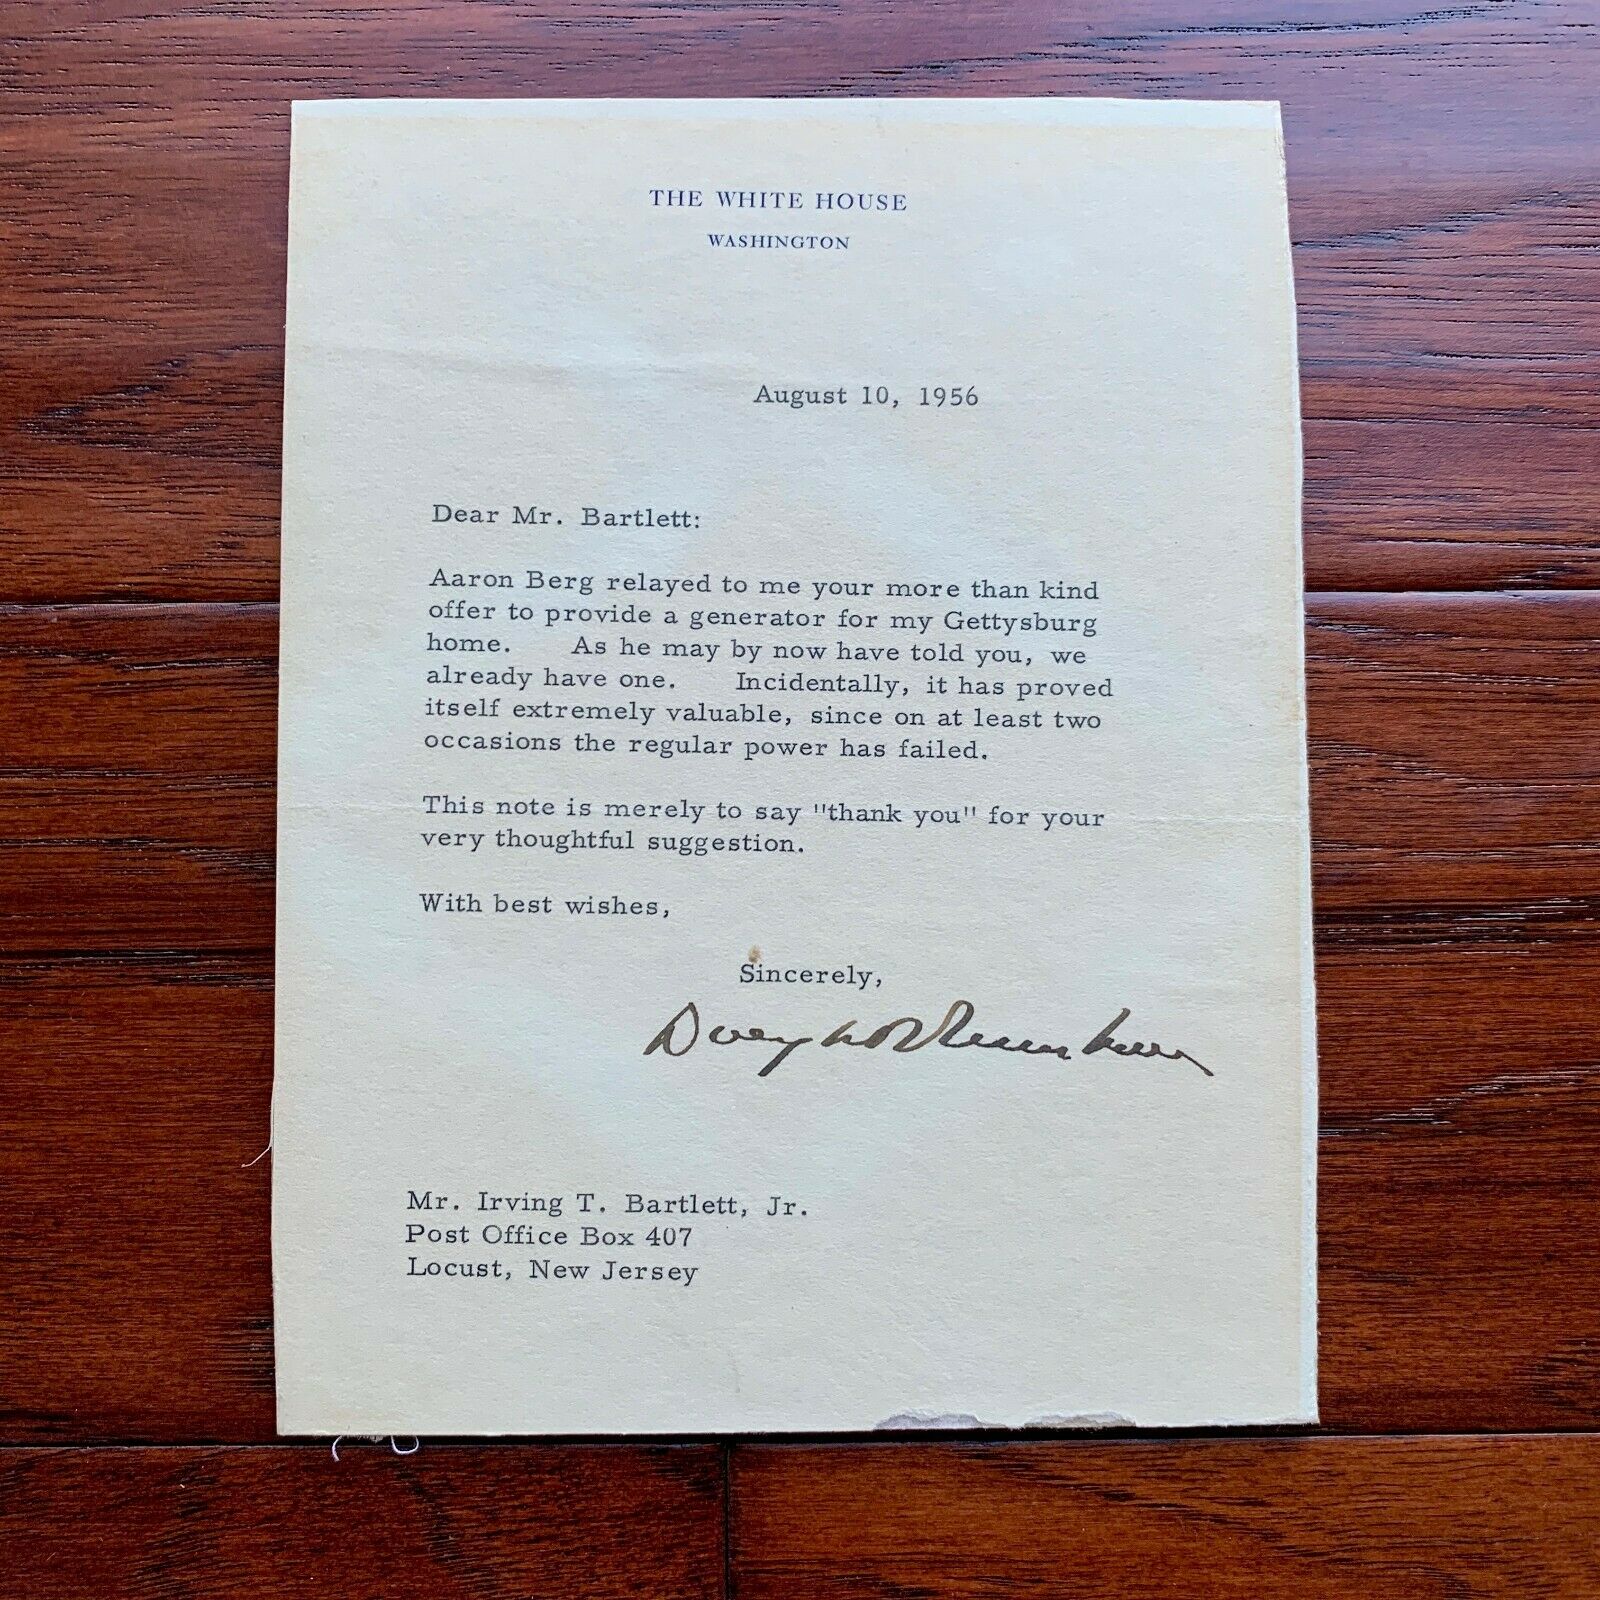 THE WHITE HOUSE
WASHINGTON
August 10, 1956
Dear Mr. Bartlett:
Aaron Berg relayed to me your more than kind
offer to provide a generator for my Gettysburg
home. As he may by now have told you, we
already have one. Incidentally, it has proved
itself extremely valuable, since on at least two
occasions the regular power has failed.
This note is merely to say "thank you" for your
very thoughtful suggestion.
With best wishes,
Sincerely,
Dwight D Eisenhower
Mr. Irving T. Bartlett, Jr.
Post Office Box 407
Locust, New Jersey